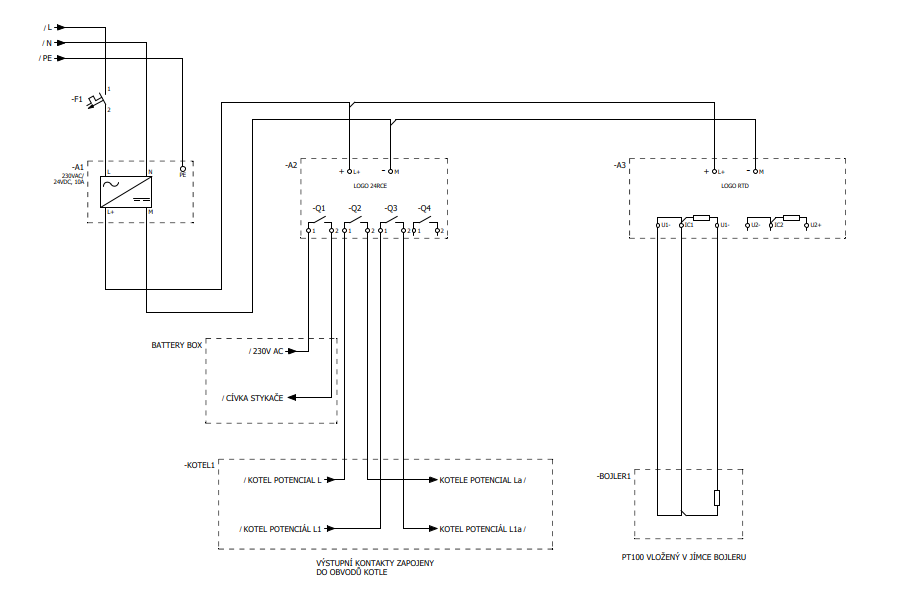 / L
/ N
/ PE
-F1
1
2
-A1
230VAC/
24VDC, 10A
L
N
PE
L+
M
-A2
+ L+
- M
LOGO 24RCE
-Q1
-Q2
-Q3
-Q4
1
2
1
2
1
2
1
2
-A3
+ L+
- M
LOGO RTD
U1-
IC1
U1-
U2-
IC2
U2+
BATTERY BOX
/ 230V AC
/ CÍVKA STYKAČE
-KOTEL1
/ KOTEL POTENCIAL L
KOTELE POTENCIAL La /
/ KOTEL POTENCIÁL L1
KOTEL POTENCIÁL L1a /
VÝSTUPNÍ KONTAKTY ZAPOJENY
DO OBVODŮ KOTLE
-BOJLER1
PT100 VLOŽENÝ V JÍMCE BOJLERU